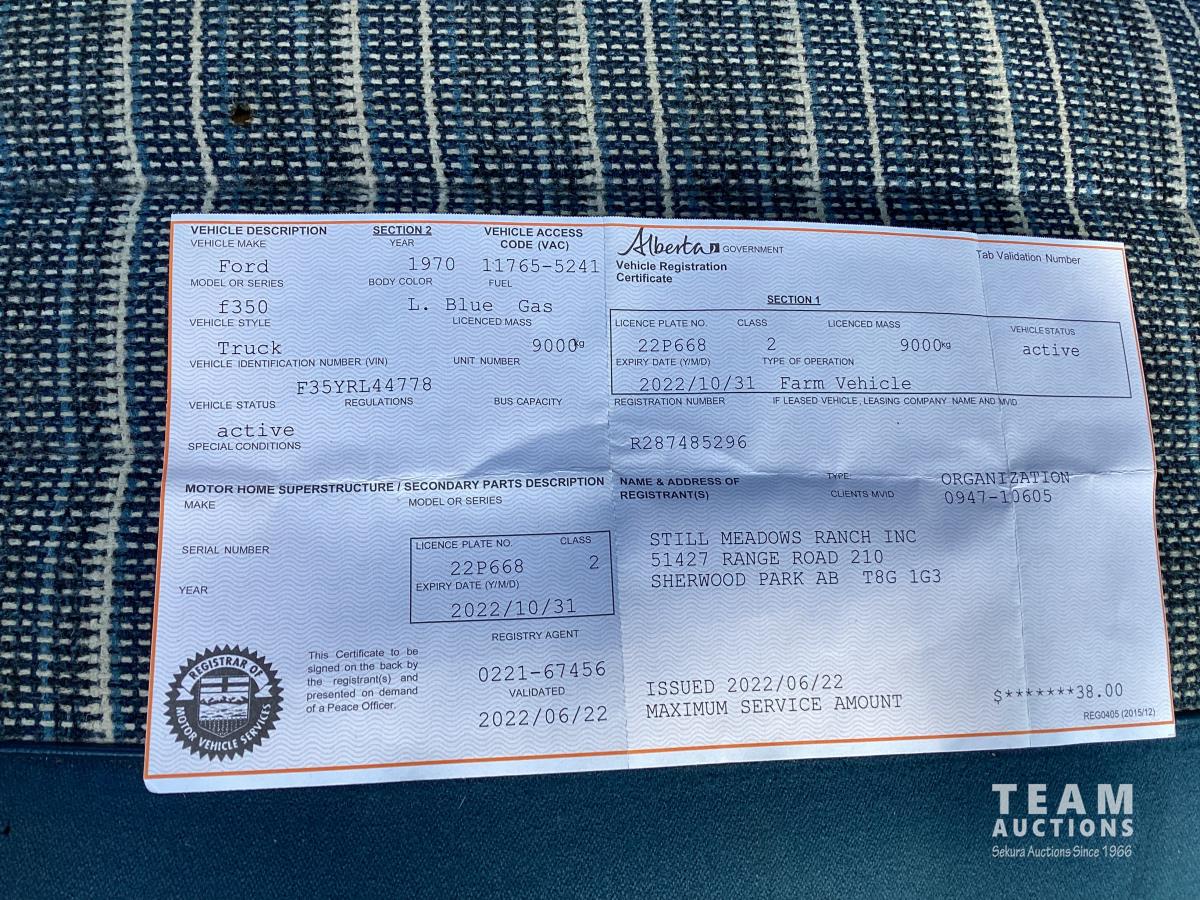 VEHICLE DESCRIPTION SECTION 2 VEHICLE ACCESS
VEHICLE MAKE YEAR CODE (VAC)
Ford 1970 11765-5241
MODEL OR SERIES BODY COLOR FUEL
f350 L. Blue Gas
VEHICLE STYLE LICENCED MASS
Truck 9000kg
VEHICLE IDENTIFICATION NUMBER (VIN) UNIT NUMBER
F35YRL44778
VEHICLE STATUS REGULATIONS BUS CAPACITY
active
SPECIAL CONDITIONS
MOTOR HOME SUPERSTRUCTURE / SECONDARY PARTS DESCRIPTION
MAKE MODEL OR SERIES
SERIAL NUMBER
YEAR
LICENCE PLATE NO. CLASS
22P668 2
EXPIRY DATE (Y/M/D)
2022/10/31
REGISTRY AGENT
0221-67456
VALIDATED
2022/06/22
This Certificate to be
signed on the back by
the registrant(s) and
presented on demand
of a Peace Officer.
REGISTRAR OF
MOTOR VEHICLE SERVICES
Alberta GOVERNMENT
Vehicle Registration
Certificate
Tab Validation Number
SECTION 1
LICENCE PLATE NO. CLASS LICENCED MASS VEHICLE STATUS
22P668 2 9000kg active
EXPIRY DATE (Y/M/D) TYPE OF OPERATION
2022/10/31 Farm Vehicle
REGISTRATION NUMBER IF LEASED VEHICLE, LEASING COMPANY NAME AND MVID
R287485296
NAME & ADDRESS OF TYPE: ORGANIZATION
REGISTRANT(S) CLIENTS MVID 0947-10605
STILL MEADOWS RANCH INC
51427 RANGE ROAD 210
SHERWOOD PARK AB T8G 1G3
ISSUED 2022/06/22
MAXIMUM SERVICE AMOUNT $*******38.00
REG0405 (2015/12)
TEAM
AUCTIONS
Sekura Auctions Since 1966